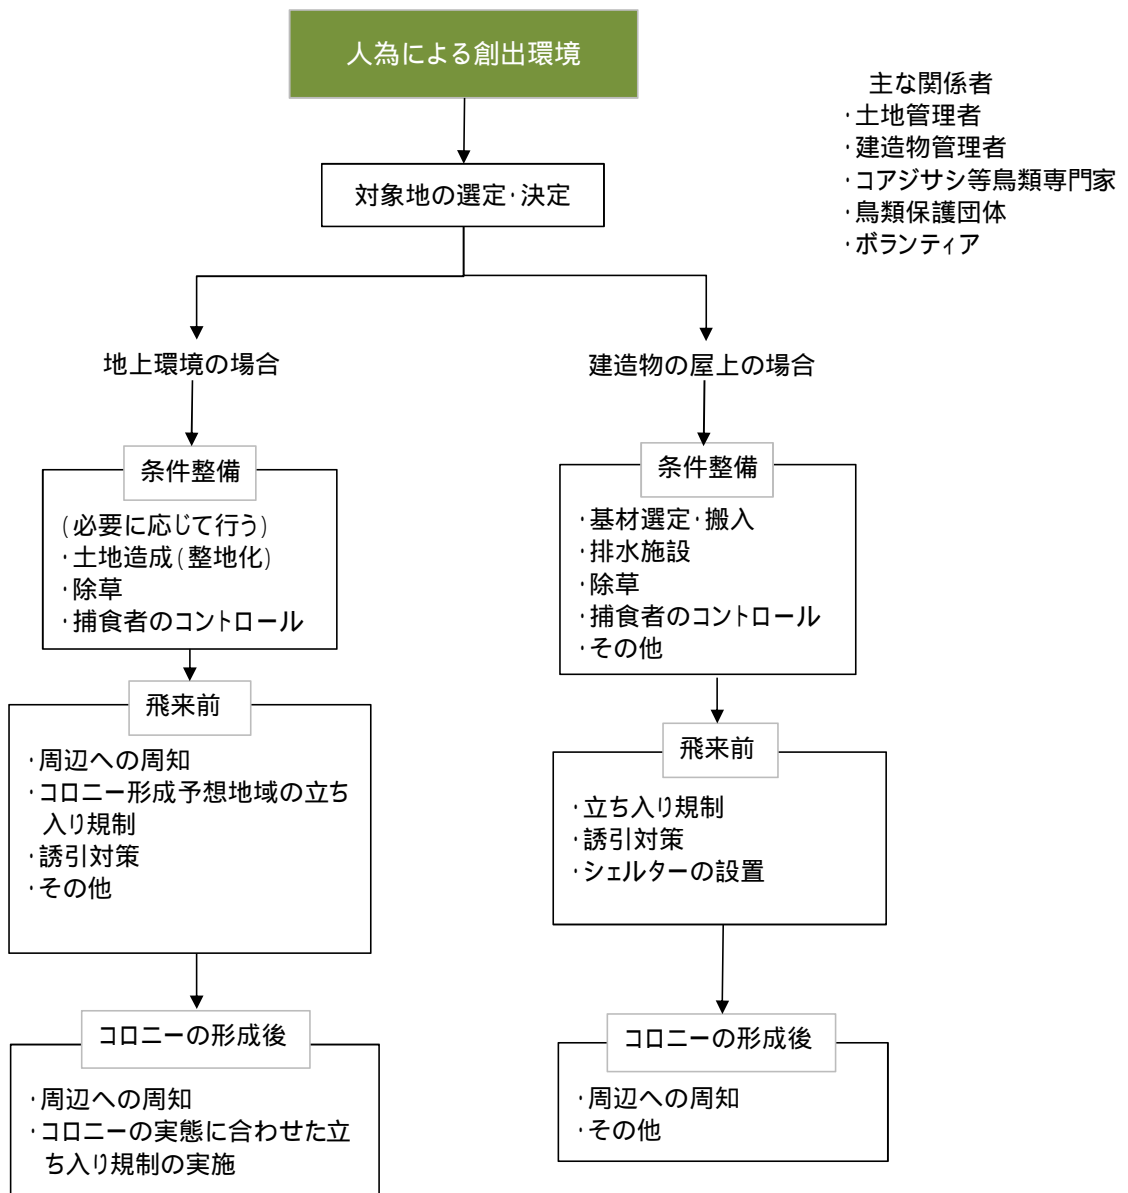 人為による創出環境
主な関係者
・土地管理者
・建造物管理者
・コアジサシ等鳥類専門家
・鳥類保護団体
・ボランティア
対象地の選定・決定
地上環境の場合
条件整備
(必要に応じて行う)
・土地造成(整地化)
・除草
・捕食者のコントロール
飛来前
・周辺への周知
・コロニー形成予想地域の立ち
入り規制
・誘引対策
・その他
コロニーの形成後
・周辺への周知
・コロニーの実態に合わせた立
ち入り規制の実施
建造物の屋上の場合
条件整備
・基材選定・搬入
・排水施設
・除草
・捕食者のコントロール
・その他
飛来前
・立ち入り規制
・誘引対策
・シェルターの設置
コロニーの形成後
・周辺への周知
・その他